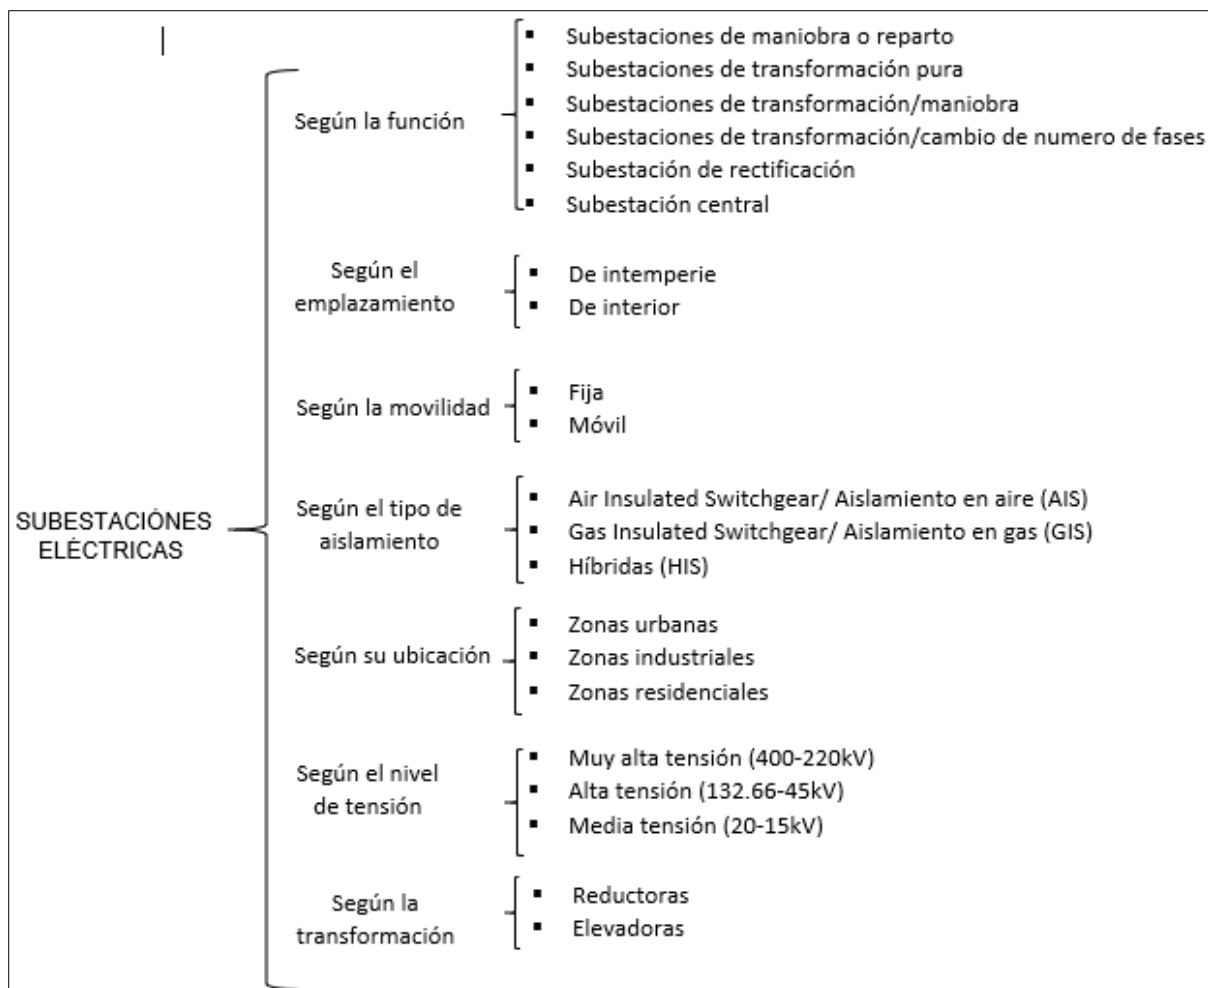 SUBESTACIÓNES
ELÉCTRICAS
Según la función
▪ Subestaciones de maniobra o reparto
▪ Subestaciones de transformación pura
▪ Subestaciones de transformación/maniobra
▪ Subestaciones de transformación/cambio de numero de fases
▪ Subestación de rectificación
▪ Subestación central
Según el
emplazamiento
▪ De intemperie
▪ De interior
Según la movilidad
▪ Fija
▪ Móvil
Según el tipo de
aislamiento
▪ Air Insulated Switchgear/ Aislamiento en aire (AIS)
▪ Gas Insulated Switchgear/ Aislamiento en gas (GIS)
▪ Híbridas (HIS)
Según su ubicación
▪ Zonas urbanas
▪ Zonas industriales
▪ Zonas residenciales
Según el nivel
de tensión
▪ Muy alta tensión (400-220kV)
▪ Alta tensión (132.66-45kV)
▪ Media tensión (20-15kV)
Según la
transformación
▪ Reductoras
▪ Elevadoras